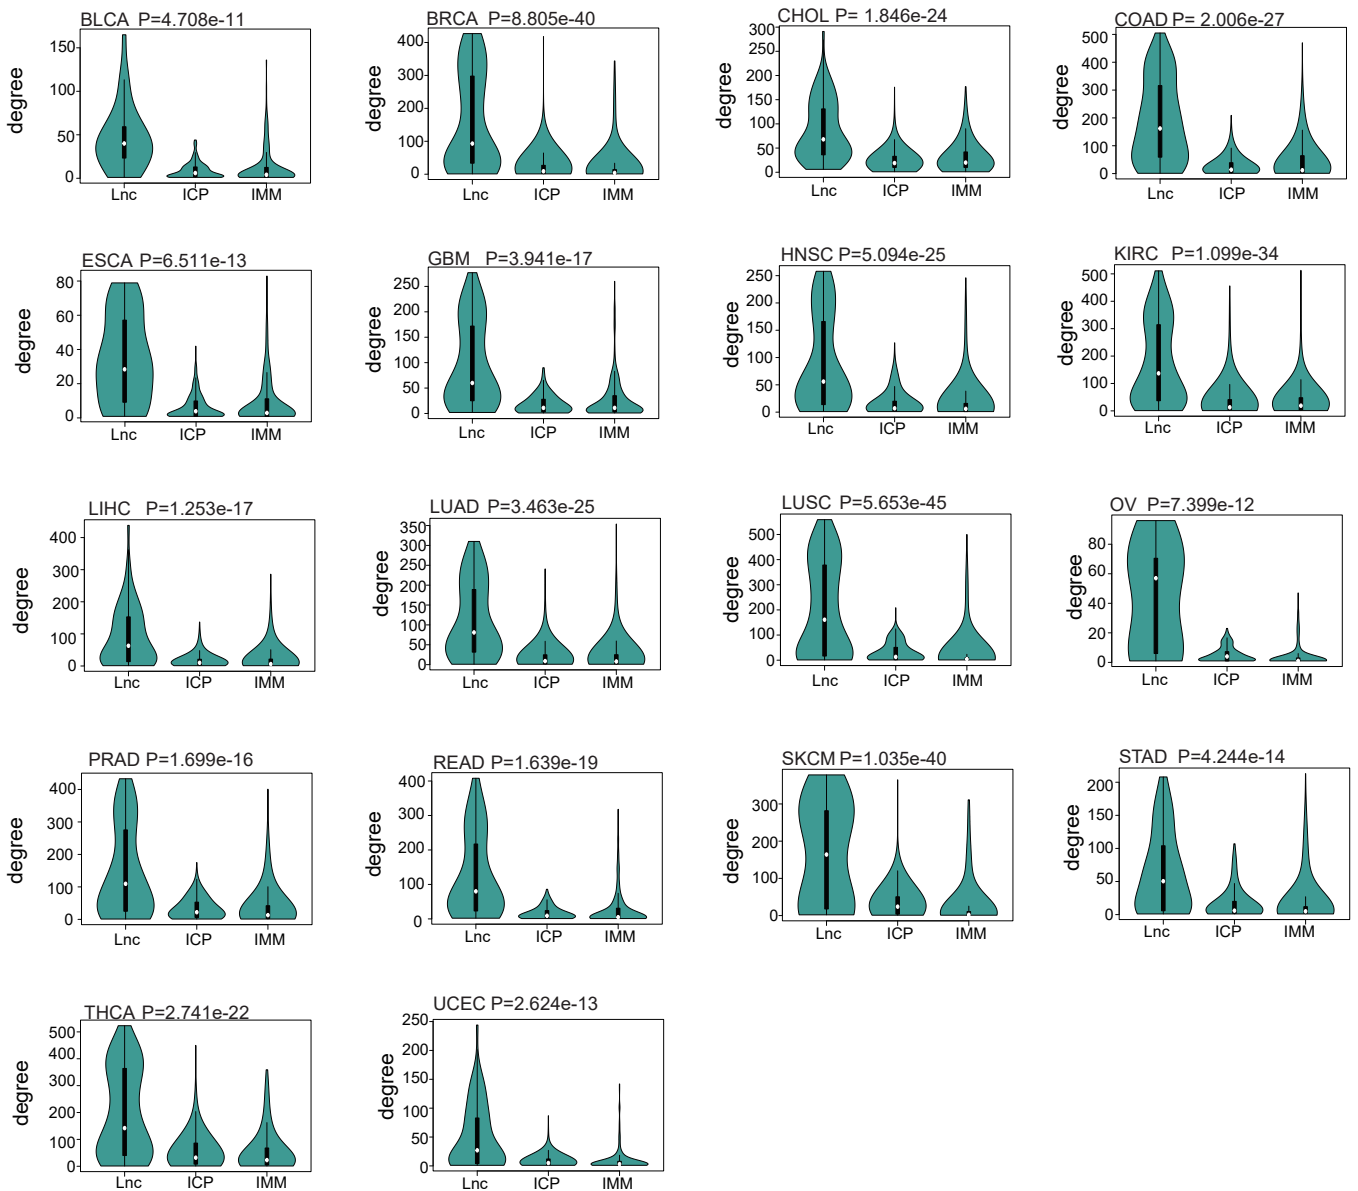 BLCA P=4.708e-11
degree
150
100
50
0
Lnc ICP IMM
BRCA P=8.805e-40
degree
400
300
200
100
0
Lnc ICP IMM
CHOL P= 1.846e-24
degree
300
250
200
150
100
50
0
Lnc ICP IMM
COAD P= 2.006e-27
degree
500
400
300
200
100
0
Lnc ICP IMM
ESCA P=6.511e-13
degree
80
60
40
20
0
Lnc ICP IMM
GBM P=3.941e-17
degree
250
200
150
100
50
0
Lnc ICP IMM
HNSC P=5.094e-25
degree
250
200
150
100
50
0
Lnc ICP IMM
KIRC P=1.099e-34
degree
500
400
300
200
100
0
Lnc ICP IMM
LIHC P=1.253e-17
degree
400
300
200
100
0
Lnc ICP IMM
LUAD P=3.463e-25
degree
350
300
250
200
150
100
50
0
Lnc ICP IMM
LUSC P=5.653e-45
degree
500
400
300
200
100
0
Lnc ICP IMM
OV P=7.399e-12
degree
80
60
40
20
0
Lnc ICP IMM
PRAD P=1.699e-16
degree
400
300
200
100
0
Lnc ICP IMM
READ P=1.639e-19
degree
400
300
200
100
0
Lnc ICP IMM
SKCM P=1.035e-40
degree
300
200
100
0
Lnc ICP IMM
STAD P=4.244e-14
degree
200
150
100
50
0
Lnc ICP IMM
THCA P=2.741e-22
degree
500
400
300
200
100
0
Lnc ICP IMM
UCEC P=2.624e-13
degree
250
200
150
100
50
0
Lnc ICP IMM